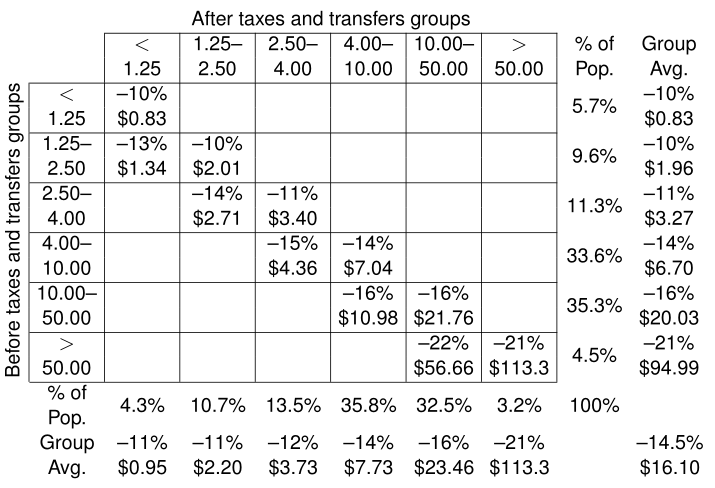 After taxes and transfers groups
< 1.25– 2.50– 4.00– 10.00– > % of Group
1.25 2.50 4.00 10.00 50.00 50.00 Pop. Avg.
Before taxes and transfers groups
< –10% –10%
1.25 $0.83 5.7% $0.83
1.25– –13% –10% –10%
2.50 $1.34 $2.01 9.6% $1.96
2.50– –14% –11% –11%
4.00 $2.71 $3.40 11.3% $3.27
4.00– –15% –14% –14%
10.00 $4.36 $7.04 33.6% $6.70
10.00– –16% –16% –16%
50.00 $10.98 $21.76 35.3% $20.03
> –22% –21% –21%
50.00 $56.66 $113.3 4.5% $94.99
% of
Pop. 4.3% 10.7% 13.5% 35.8% 32.5% 3.2% 100%
Group –11% –11% –12% –14% –16% –21% –14.5%
Avg. $0.95 $2.20 $3.73 $7.73 $23.46 $113.3 $16.10